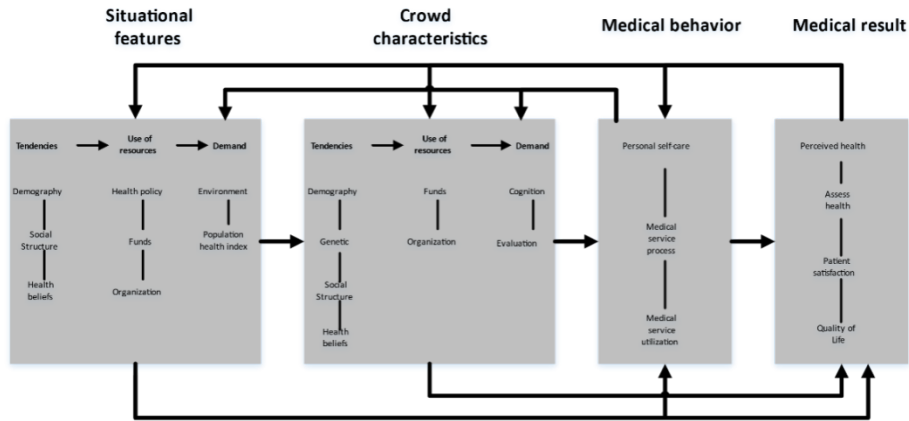 Situational
features
Crowd
characteristics
Medical behavior
Medical result
Tendencies
Use of
resources
Demand
Demography
Social
Structure
Health
beliefs
Health policy
Funds
Organization
Environment
Population
health index
Tendencies
Use of
resources
Demand
Demography
Genetic
Social
Structure
Health
beliefs
Funds
Organization
Cognition
Evaluation
Personal self-care
Medical
service
process
Medical
service
utilization
Perceived health
Assess
health
Patient
satisfaction
Quality of
Life